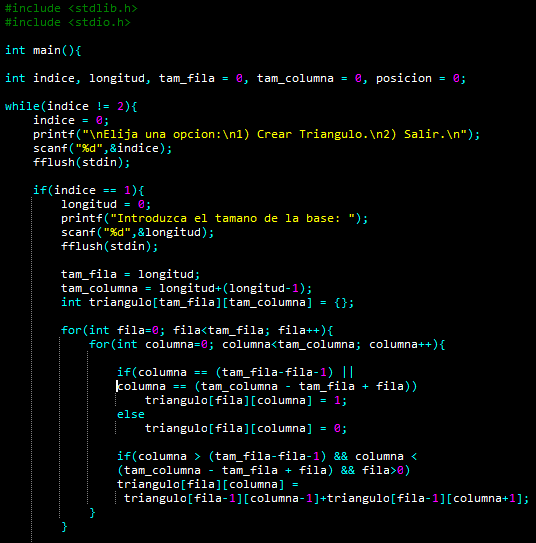 #include <stdlib.h>
#include <stdio.h>
int main(){
int indice, longitud, tam_fila = 0, tam_columna = 0, posicion = 0;
while(indice != 2){
indice = 0;
printf("\nElija una opcion:\n1) Crear Triangulo.\n2) Salir.\n");
scanf("%d",&indice);
fflush(stdin);
if(indice == 1){
longitud = 0;
printf("Introduzca el tamano de la base: ");
scanf("%d",&longitud);
fflush(stdin);
tam_fila = longitud;
tam_columna = longitud+(longitud-1);
int triangulo[tam_fila][tam_columna] = {};
for(int fila=0; fila<tam_fila; fila++){
for(int columna=0; columna<tam_columna; columna++){
if(columna == (tam_fila-fila-1) ||
columna == (tam_columna - tam_fila + fila))
triangulo[fila][columna] = 1;
else
triangulo[fila][columna] = 0;
if(columna > (tam_fila-fila-1) && columna <
(tam_columna - tam_fila + fila) && fila>0)
triangulo[fila][columna] =
triangulo[fila-1][columna-1]+triangulo[fila-1][columna+1];
}
}